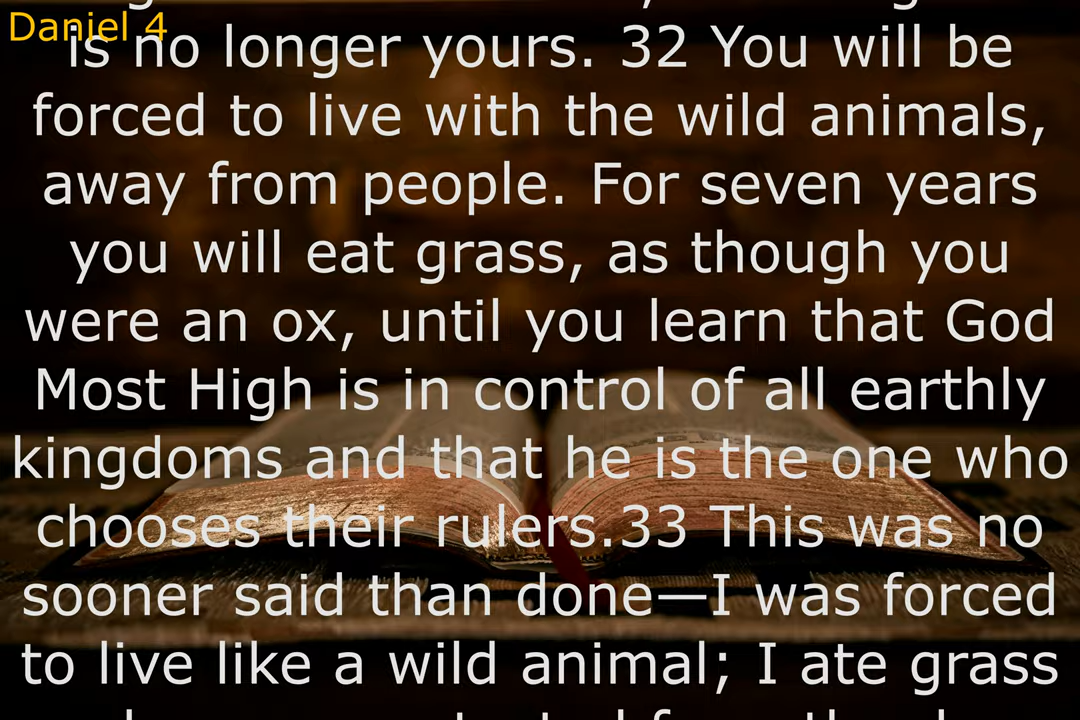 Daniel 4
is no longer yours. 32 You will be
forced to live with the wild animals,
away from people. For seven years
you will eat grass, as though you
were an ox, until you learn that God
Most High is in control of all earthly
kingdoms and that he is the one who
chooses their rulers.33 This was no
sooner said than done—I was forced
to live like a wild animal; I ate grass